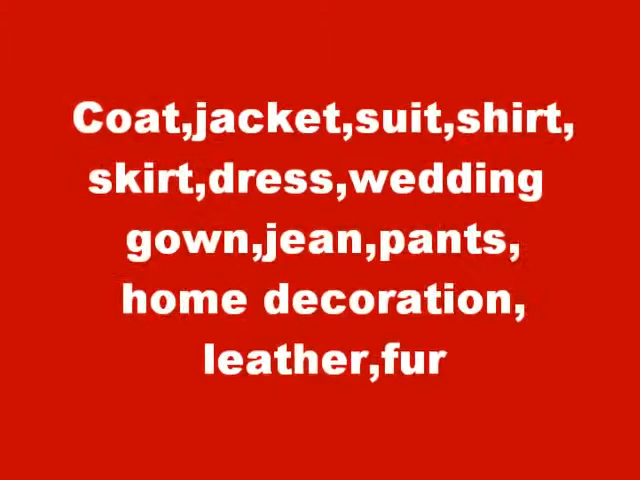 Coat,jacket,suit,shirt,
skirt,dress,wedding
gown,jean,pants,
home decoration,
leather,fur